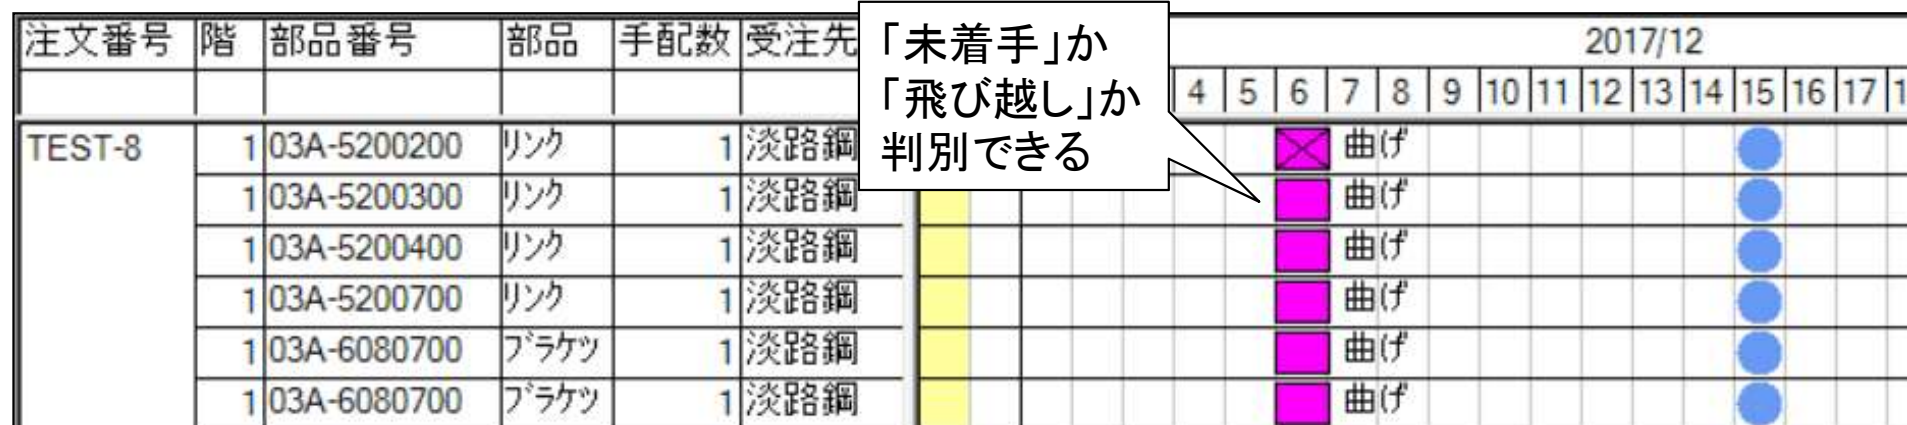 注文番号 階 部品番号 部品 手配数 受注先
「未着手」か
「飛び越し」か
判別できる
2017/12
4 5 6 7 8 9 10 11 12 13 14 15 16 17 1
TEST-8 1 03A-5200200 リンク 1 淡路鋼 曲げ
1 03A-5200300 リンク 1 淡路鋼 曲げ
1 03A-5200400 リンク 1 淡路鋼 曲げ
1 03A-5200700 リンク 1 淡路鋼 曲げ
1 03A-6080700 ブラケツ 1 淡路鋼 曲げ
1 03A-6080700 ブラケツ 1 淡路鋼 曲げ